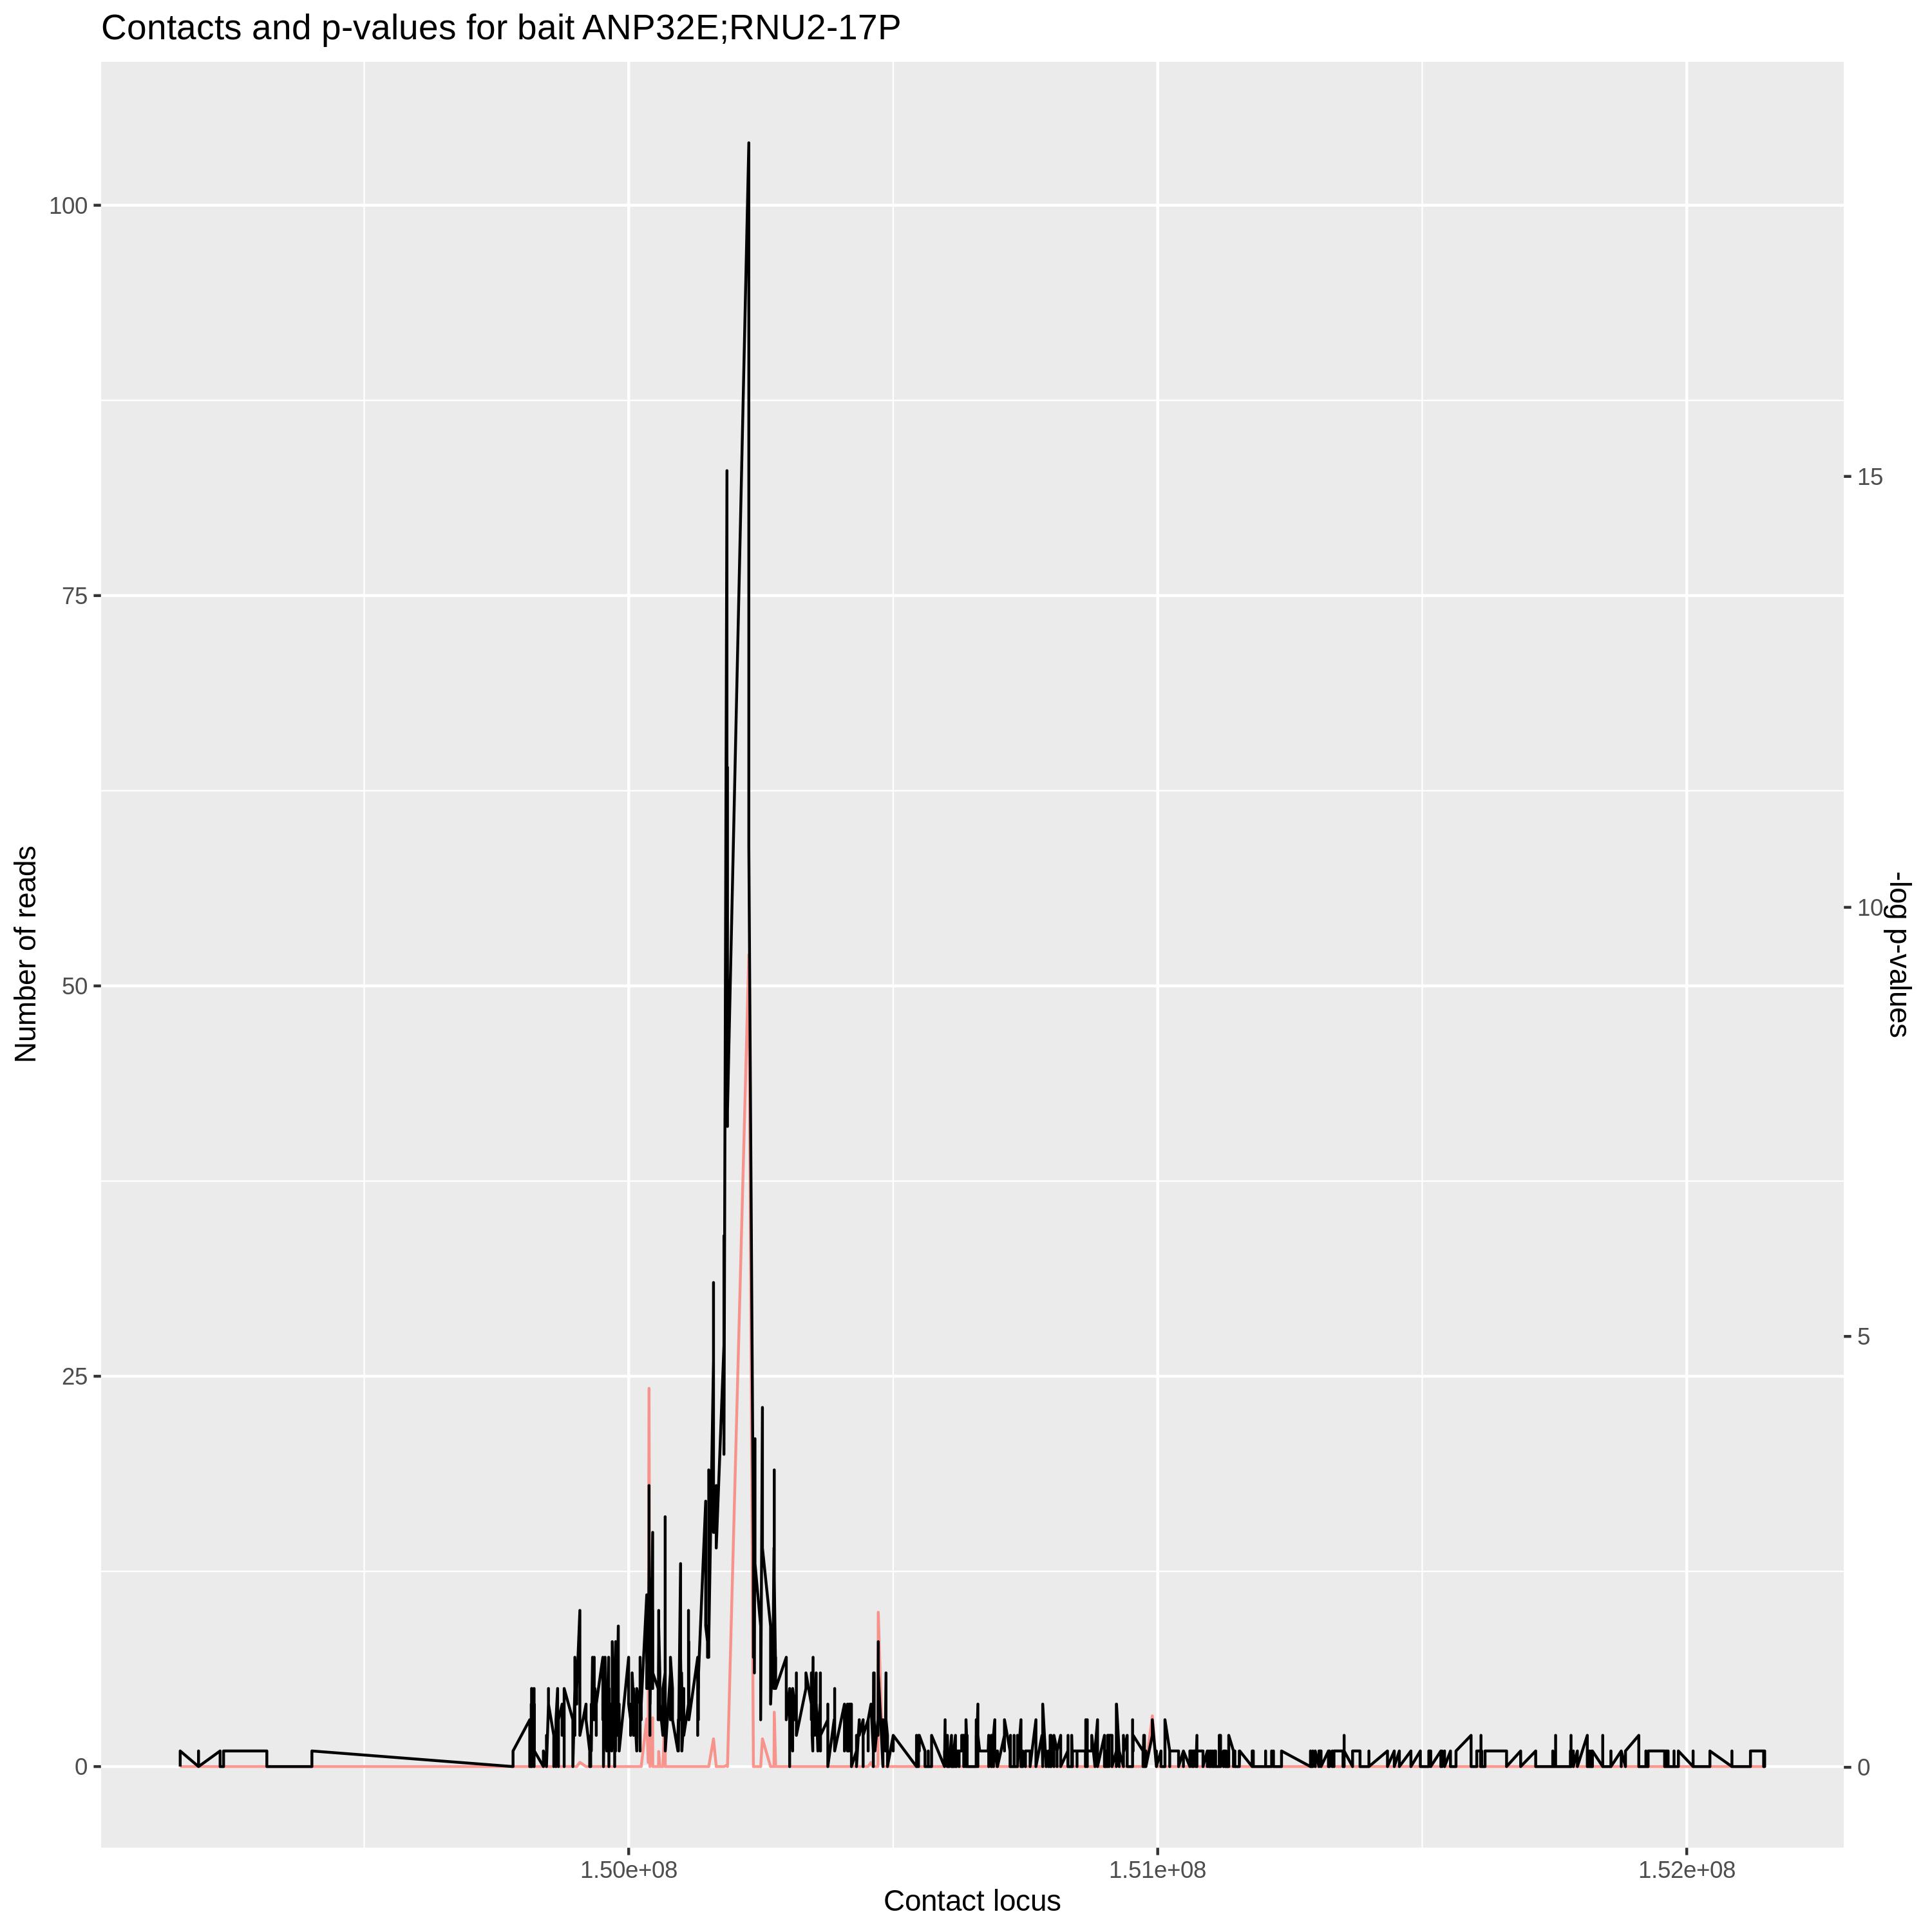 Contacts and p-values for bait ANP32E;RNU2-17P
Number of reads
100
75
50
25
0
15
10
5
0
-log p-values
1.50e+08 1.51e+08 1.52e+08
Contact locus